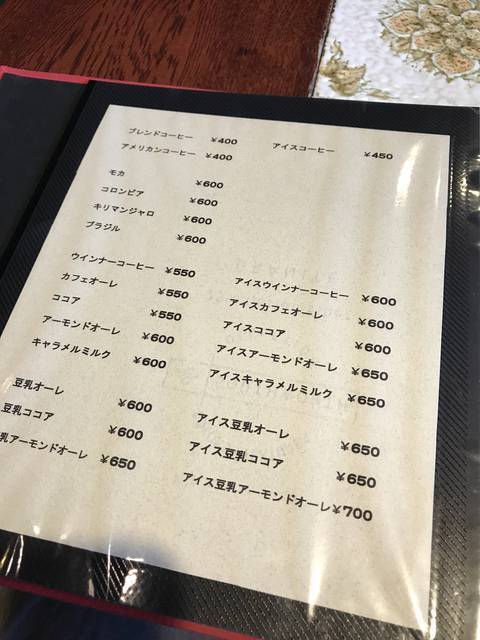 ブレンドコーヒー ¥400 アイスコーヒー ¥450
アメリカンコーヒー ¥400
モカ ¥600
コロンビア ¥600
キリマンジャロ ¥600
ブラジル ¥600
ウインナーコーヒー ¥550 アイスウインナーコーヒー ¥600
カフェオーレ ¥550 アイスカフェオーレ ¥600
ココア ¥550 アイスココア ¥600
アーモンドオーレ ¥600 アイスアーモンドオーレ ¥650
キャラメルミルク ¥600 アイスキャラメルミルク ¥650
豆乳オーレ ¥600 アイス豆乳オーレ ¥650
豆乳ココア ¥600 アイス豆乳ココア ¥650
乳アーモンドオーレ ¥650 アイス豆乳アーモンドオーレ ¥700